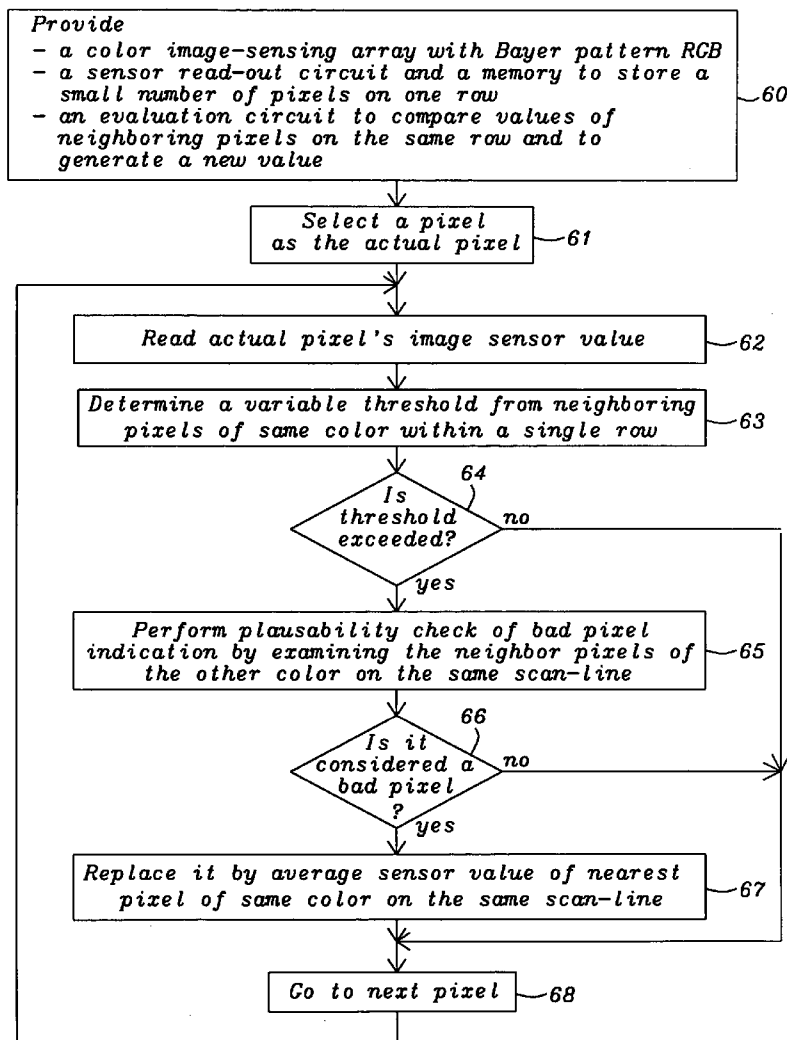 Provide
- a color image-sensing array with Bayer pattern RGB
- a sensor read-out circuit and a memory to store a
small number of pixels on one row
- an evaluation circuit to compare values of
neighboring pixels on the same row and to
generate a new value
60
Select a pixel
as the actual pixel
61
Read actual pixel's image sensor value
62
Determine a variable threshold from neighboring
pixels of same color within a single row
63
64
Is
threshold
exceeded?
no
yes
Perform plausability check of bad pixel
indication by examining the neighbor pixels of
the other color on the same scan-line
65
66
Is it
considered a
bad pixel
?
no
yes
Replace it by average sensor value of nearest
pixel of same color on the same scan-line
67
Go to next pixel
68